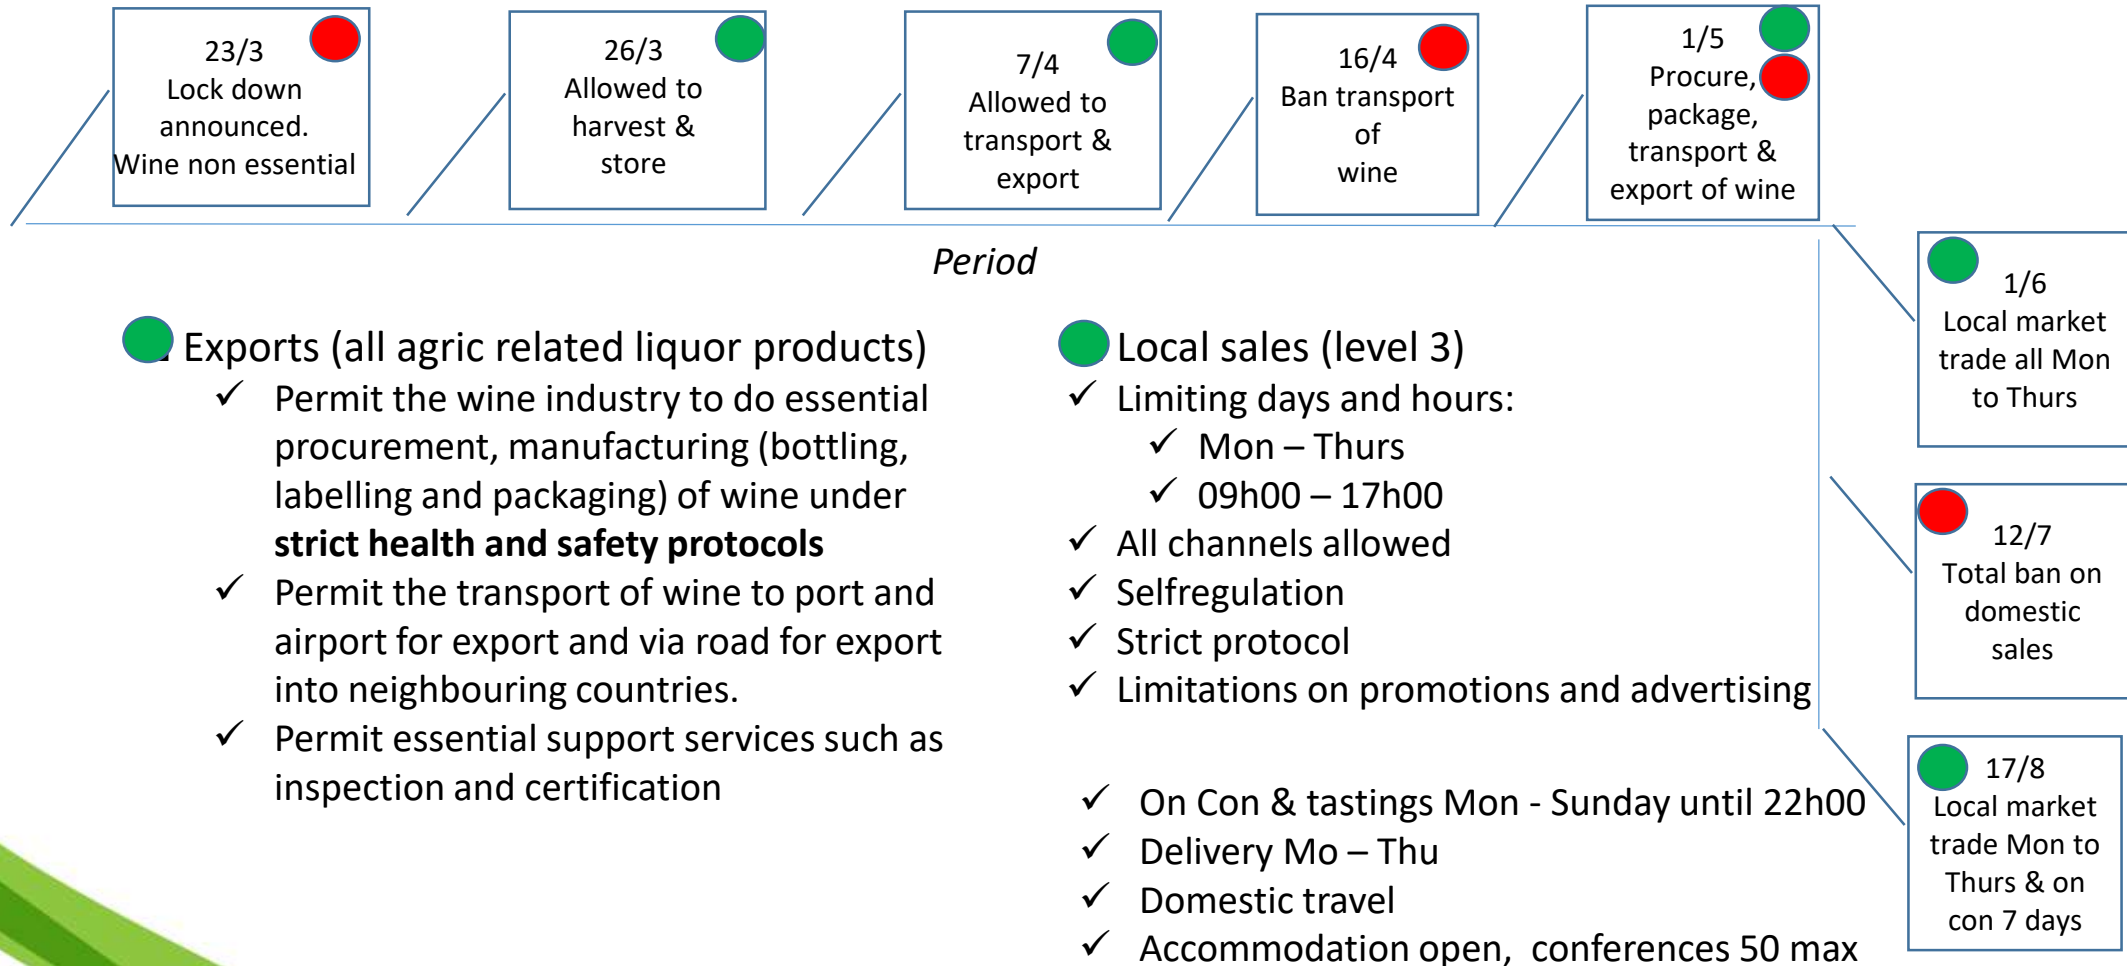 23/3
Lock down
announced.
Wine non essential
26/3
Allowed to
harvest &
store
7/4
Allowed to
transport &
export
16/4
Ban transport
of
wine
1/5
Procure,
package,
transport &
export of wine
Period
1/6
Local market
trade all Mon
to Thurs
12/7
Total ban on
domestic
sales
17/8
Local market
trade Mon to
Thurs & on
con 7 days
Exports (all agric related liquor products)
✓ Permit the wine industry to do essential
procurement, manufacturing (bottling,
labelling and packaging) of wine under
strict health and safety protocols
✓ Permit the transport of wine to port and
airport for export and via road for export
into neighbouring countries.
✓ Permit essential support services such as
inspection and certification
Local sales (level 3)
✓ Limiting days and hours:
✓ Mon – Thurs
✓ 09h00 – 17h00
✓ All channels allowed
✓ Selfregulation
✓ Strict protocol
✓ Limitations on promotions and advertising
✓ On Con & tastings Mon - Sunday until 22h00
✓ Delivery Mo – Thu
✓ Domestic travel
✓ Accommodation open, conferences 50 max